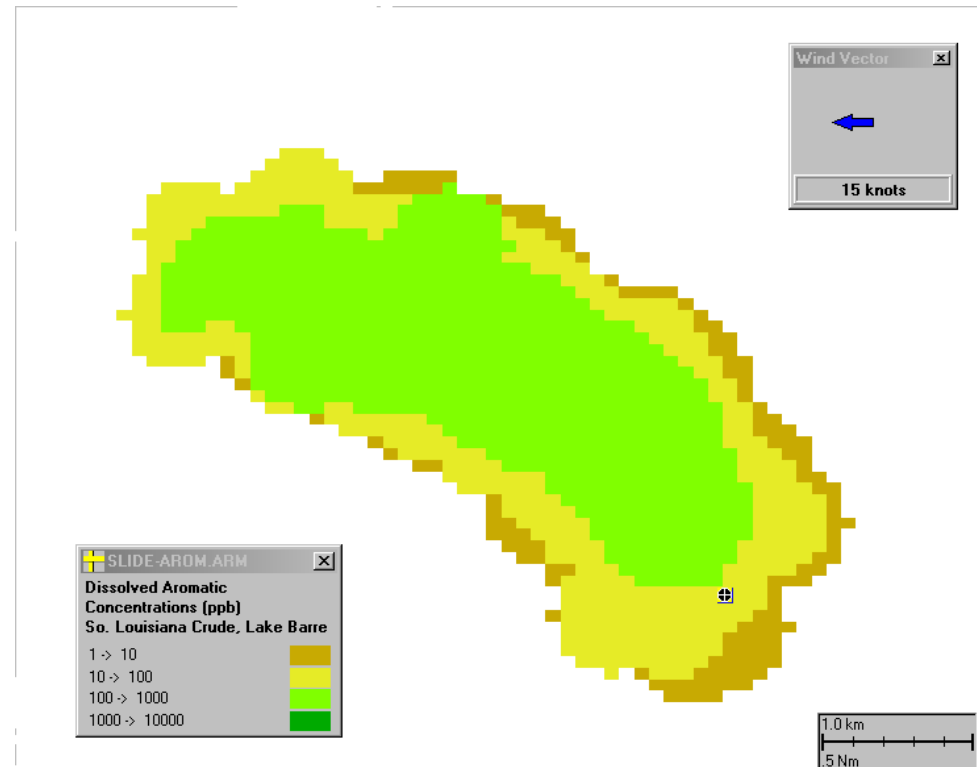 Wind Vector
15 knots
SLIDE-AROM.ARM
Dissolved Aromatic
Concentrations (ppb)
So. Louisiana Crude, Lake Barre
1 -> 10
10 -> 100
100 -> 1000
1000 -> 10000
1.0 km
.5 Nm